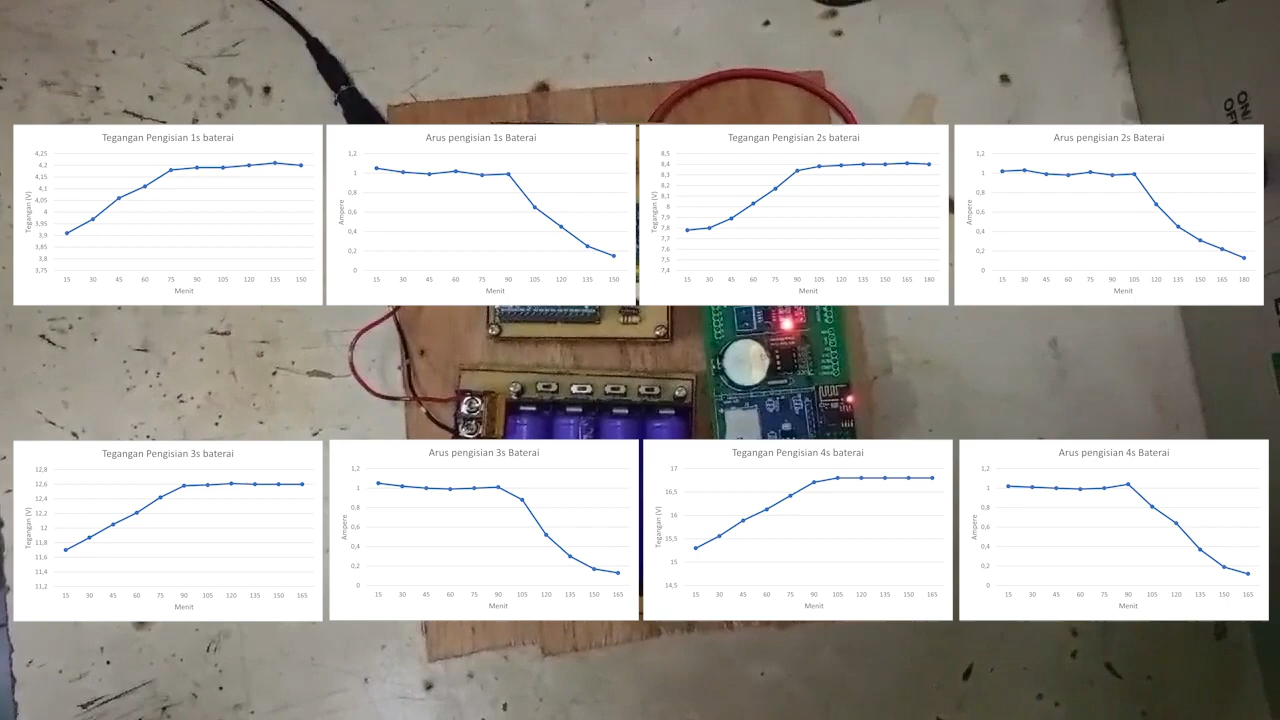 ON
Tegangan Pengisian 1s baterai
4,25
4,2
4,15
4,1
4,05
4
3,95
3,9
3,85
3,8
3,75
Tegangan (V)
15 30 45 60 75 90 105 120 135 150
Menit
Arus pengisian 1s Baterai
1,2
1
0,8
0,6
0,4
0,2
0
Ampere
15 30 45 60 75 90 105 120 135 150
Menit
Tegangan Pengisian 2s baterai
8,5
8,4
8,3
8,2
8,1
8
7,9
7,8
7,7
7,6
7,5
7,4
Tegangan (V)
15 30 45 60 75 90 105 120 135 150 165 180
Menit
Arus pengisian 2s Baterai
1,2
1
0,8
0,6
0,4
0,2
0
Ampere
15 30 45 60 75 90 105 120 135 150 165 180
Menit
Tegangan Pengisian 3s baterai
12,8
12,6
12,4
12,2
12
11,8
11,6
11,4
11,2
Tegangan (V)
15 30 45 60 75 90 105 120 135 150 165
Menit
Arus pengisian 3s Baterai
1,2
1
0,8
0,6
0,4
0,2
0
Ampere
15 30 45 60 75 90 105 120 135 150 165
Menit
Tegangan Pengisian 4s baterai
17
16,5
16
15,5
15
14,5
Tegangan (V)
15 30 45 60 75 90 105 120 135 150 165
Menit
Arus pengisian 4s Baterai
1,2
1
0,8
0,6
0,4
0,2
0
Ampere
15 30 45 60 75 90 105 120 135 150 165
Menit